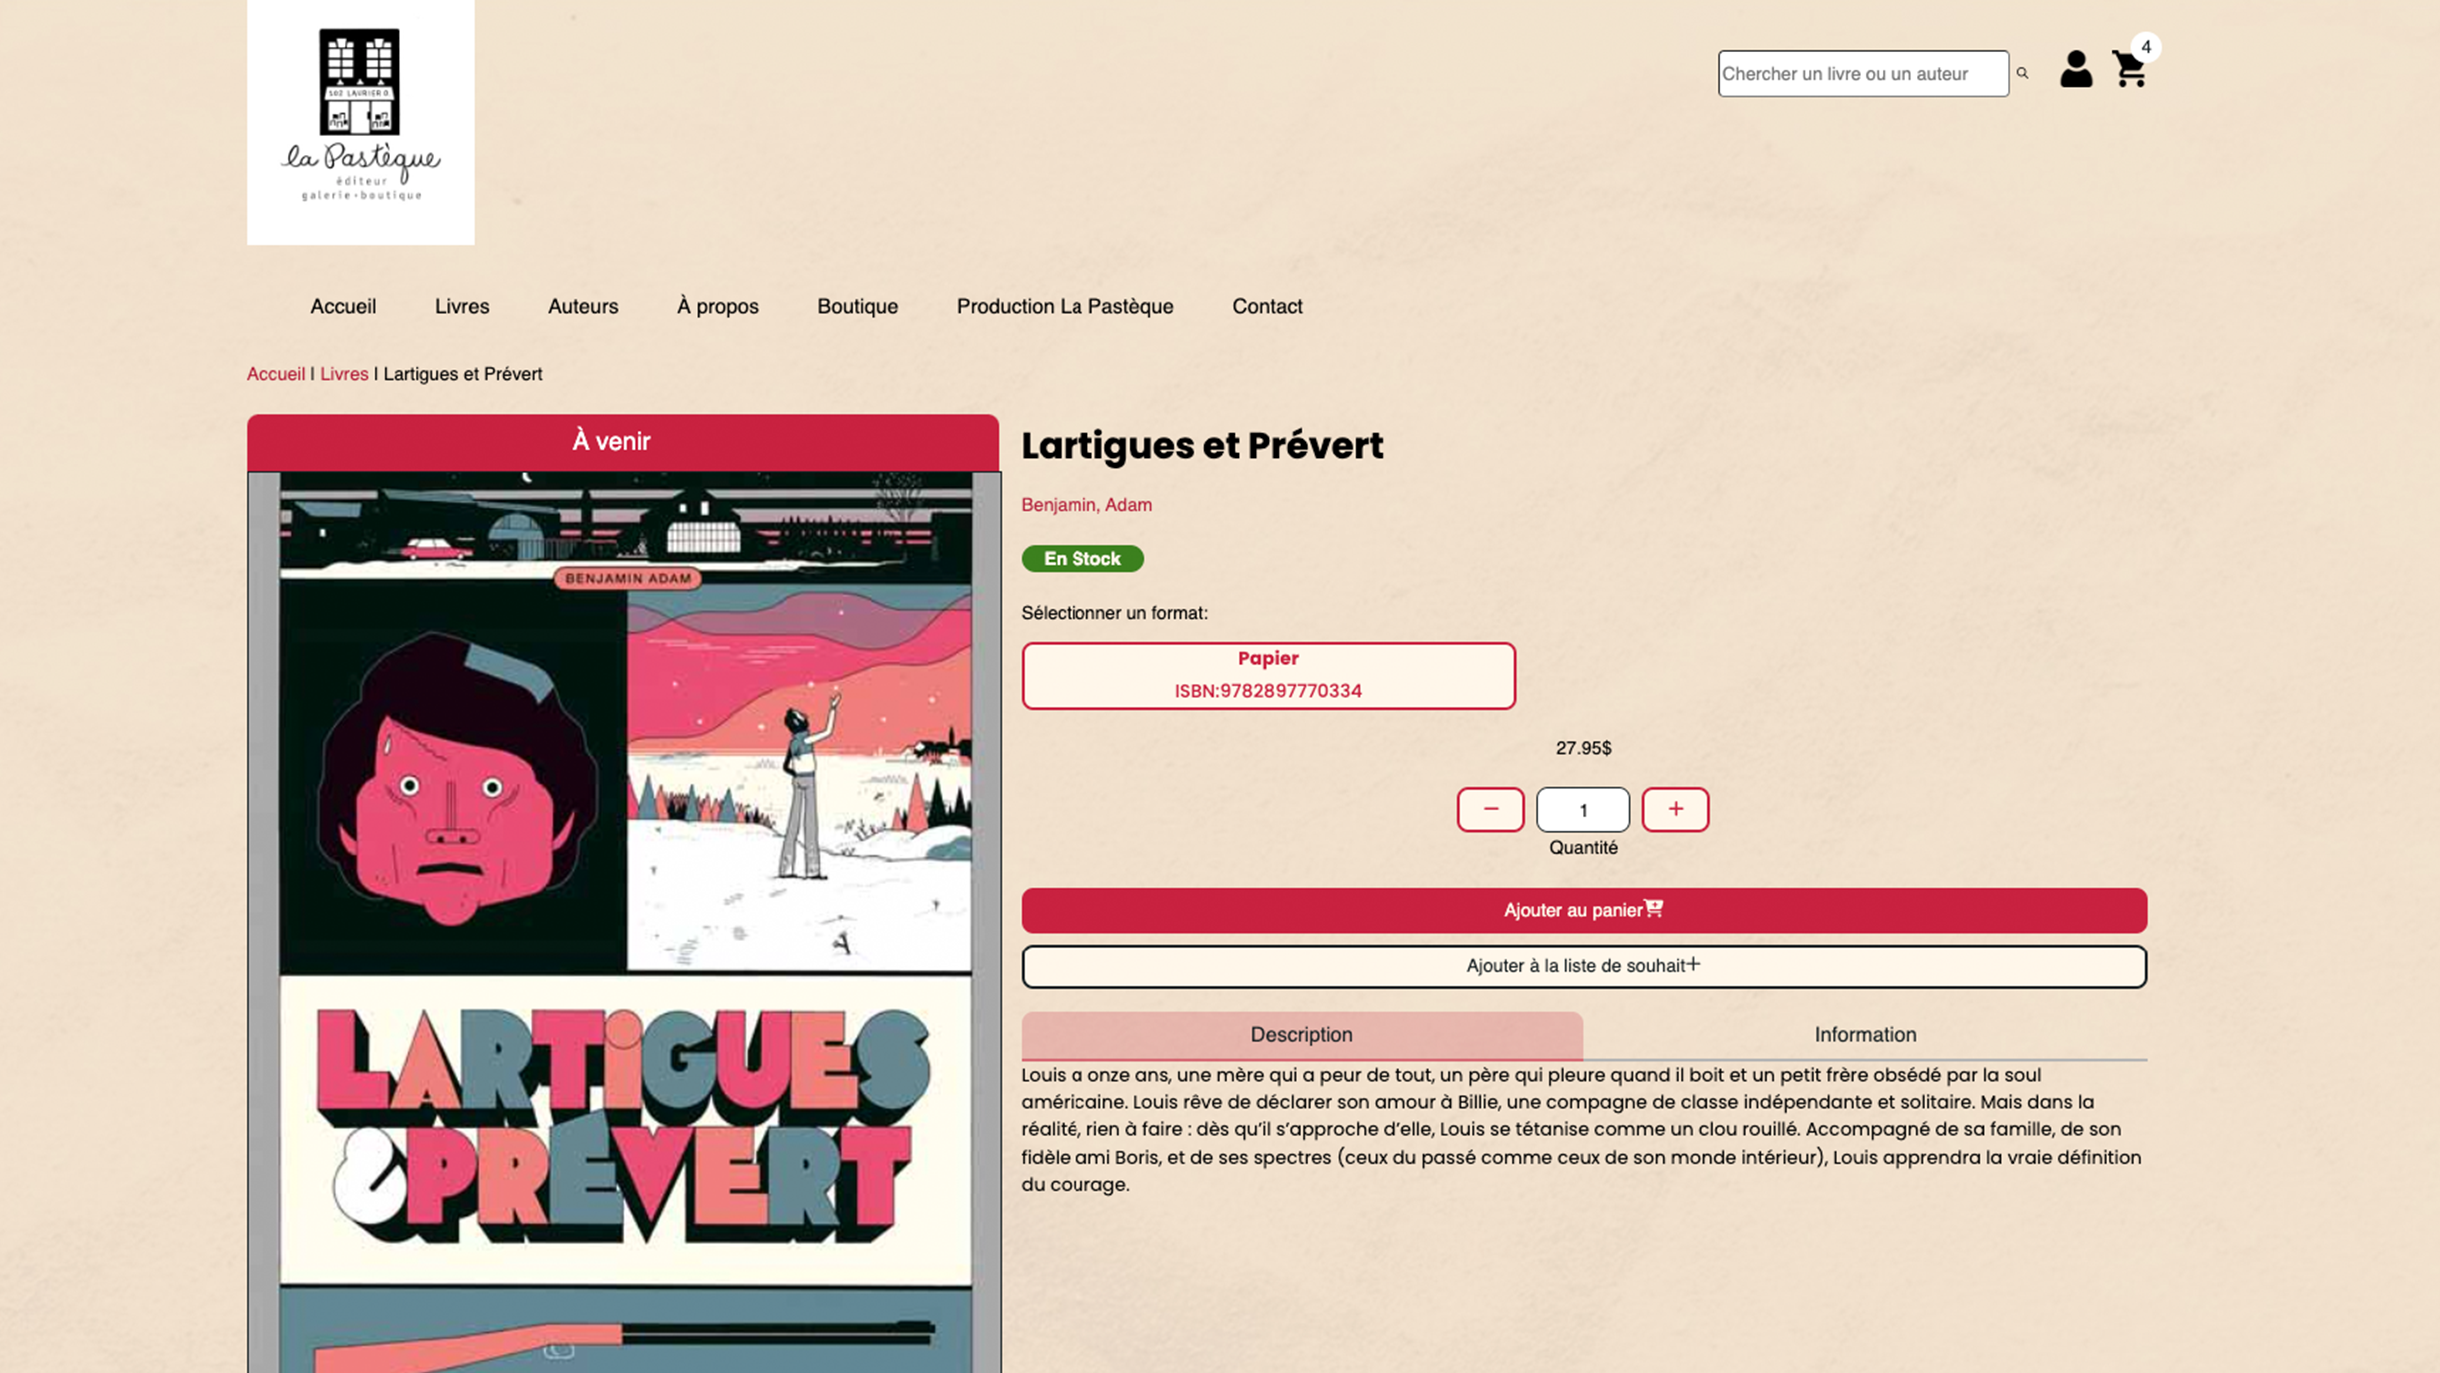 502 LAURIER O.
la Pastèque
éditeur
galerie • boutique
Chercher un livre ou un auteur
4
Accueil Livres Auteurs À propos Boutique Production La Pastèque Contact
Accueil | Livres | Lartigues et Prévert
À venir
BENJAMIN ADAM
LARTIGUES
&PRÉVERT
Lartigues et Prévert
Benjamin, Adam
En Stock
Sélectionner un format:
Papier
ISBN:9782897770334
27.95$
− 1 +
Quantité
Ajouter au panier
Ajouter à la liste de souhait+
Description Information
Louis a onze ans, une mère qui a peur de tout, un père qui pleure quand il boit et un petit frère obsédé par la soul
américaine. Louis rêve de déclarer son amour à Billie, une compagne de classe indépendante et solitaire. Mais dans la
réalité, rien à faire : dès qu’il s’approche d’elle, Louis se tétanise comme un clou rouillé. Accompagné de sa famille, de son
fidèle ami Boris, et de ses spectres (ceux du passé comme ceux de son monde intérieur), Louis apprendra la vraie définition
du courage.